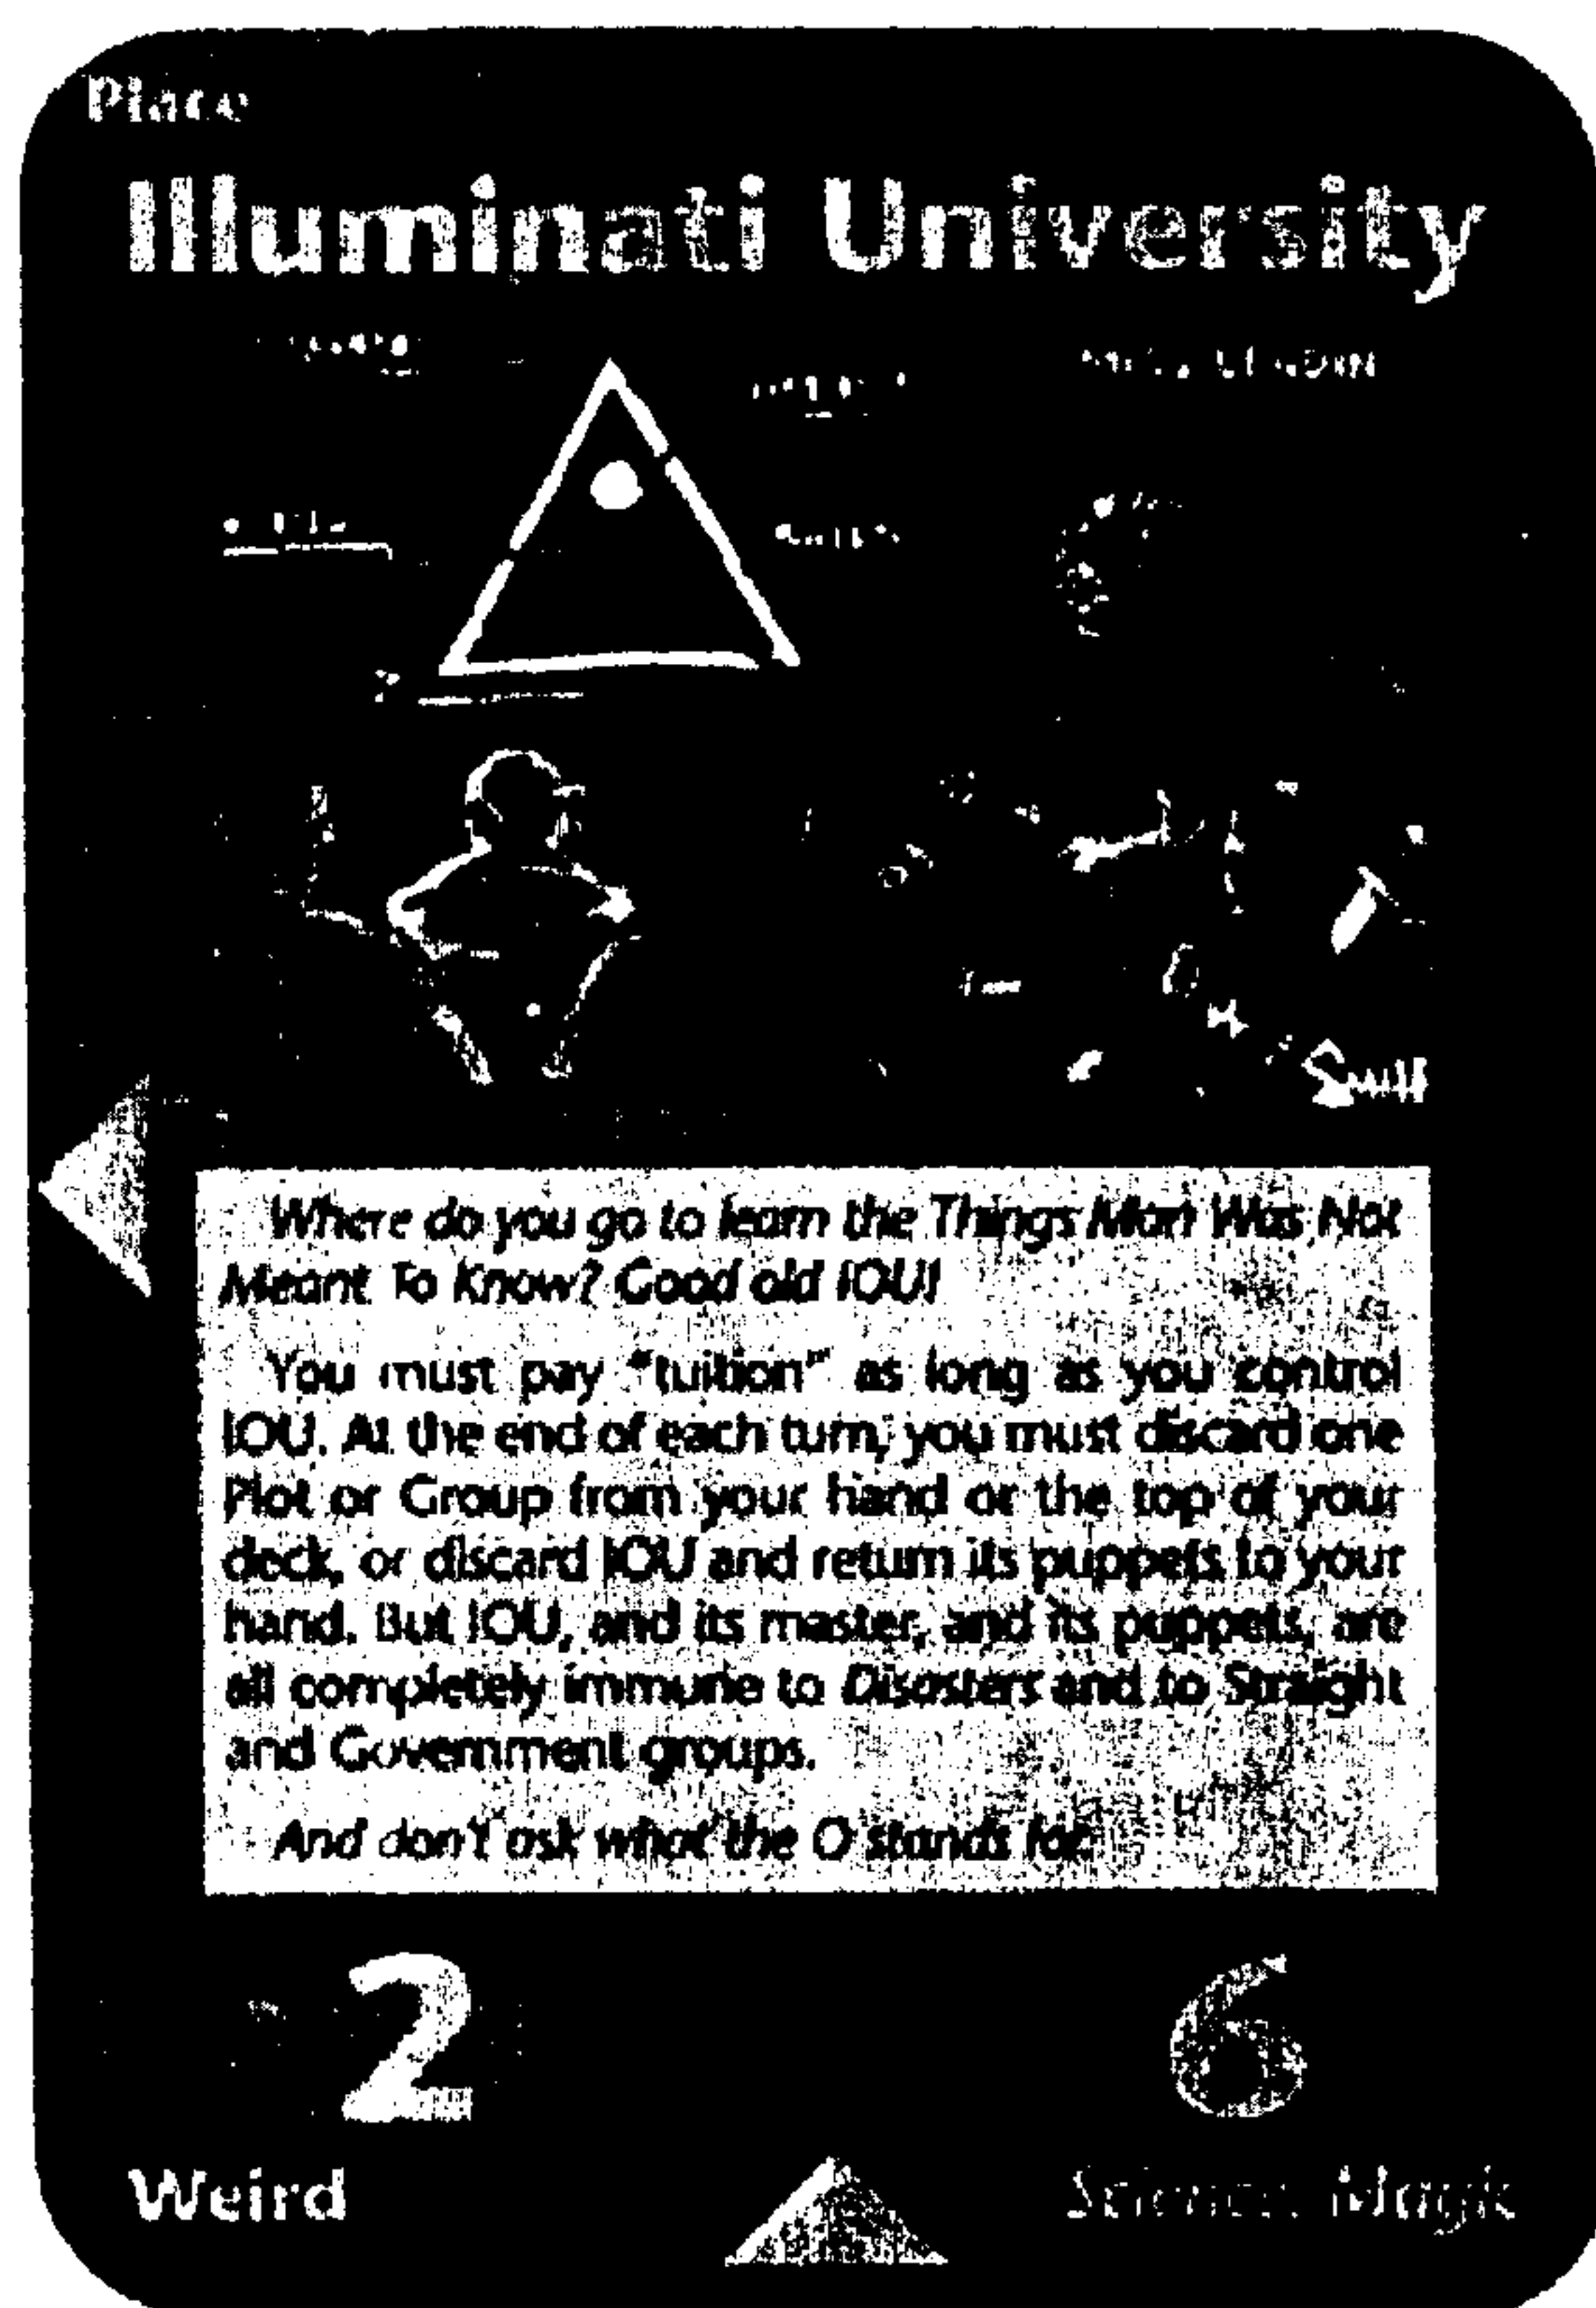 Place
Illuminati University
Smith
Where do you go to learn the Things Man Was Not
Meant To Know? Good old IOU!
You must pay "tuition" as long as you control
IOU. At the end of each turn, you must discard one
Plot or Group from your hand or the top of your
deck, or discard IOU and return its puppets to your
hand. But IOU, and its master, and its puppets, are
all completely immune to Disasters and to Straight
and Government groups.
And don't ask what the O stands for.
2
6
Weird
Science, Magic